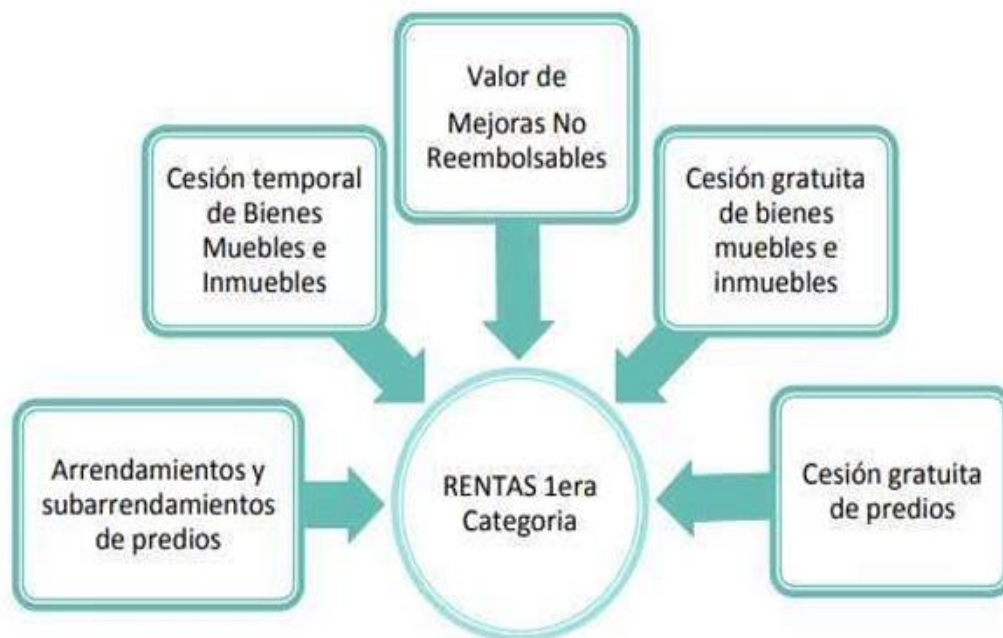 Valor de
Mejoras No
Reembolsables
Cesión temporal
de Bienes
Muebles e
Inmuebles
Cesión gratuita
de bienes
muebles e
inmuebles
Arrendamientos y
subarrendamientos
de predios
RENTAS 1era
Categoria
Cesión gratuita
de predios